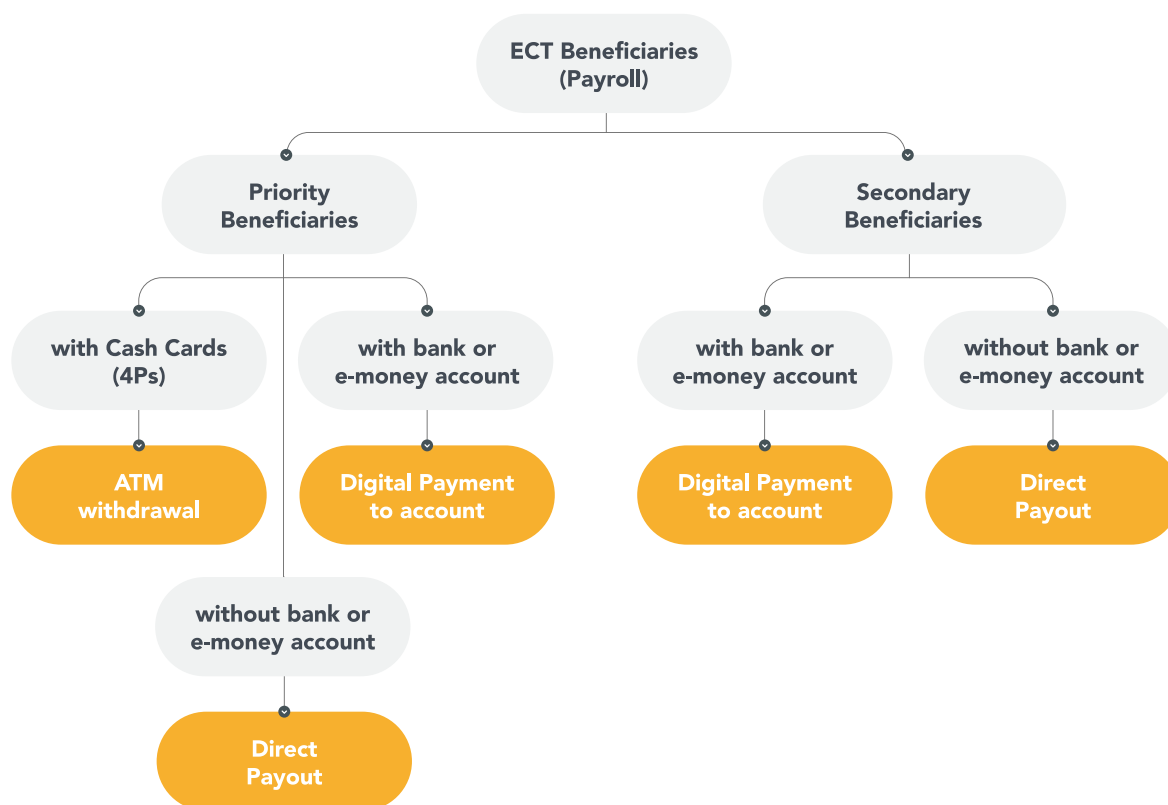 ECT Beneficiaries
(Payroll)
Priority
Beneficiaries
Secondary
Beneficiaries
with Cash Cards
(4Ps)
with bank or
e-money account
with bank or
e-money account
without bank or
e-money account
ATM
withdrawal
Digital Payment
to account
Digital Payment
to account
Direct
Payout
without bank or
e-money account
Direct
Payout